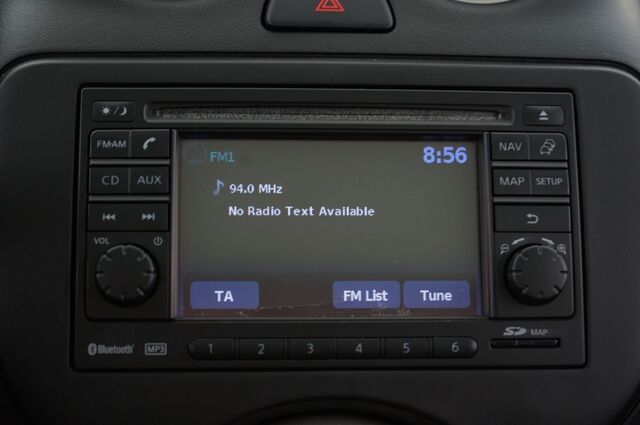 FM1 8:56
94.0 MHz
No Radio Text Available
TA FM List Tune
FM·AM
CD AUX
VOL
NAV
MAP SETUP
SD MAP
Bluetooth MP3 1 2 3 4 5 6